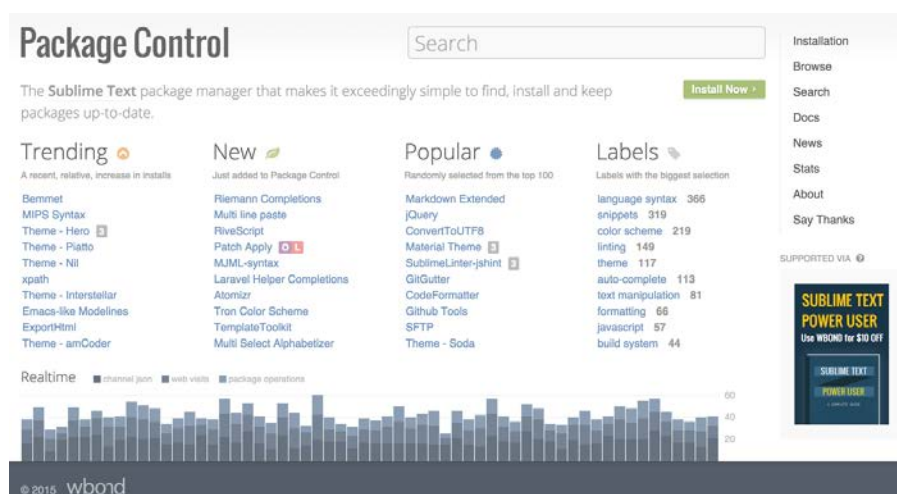 Package Control
Search
The Sublime Text package manager that makes it exceedingly simple to find, install and keep
packages up-to-date.
Install Now ›
Trending
A recent, relative, increase in installs
Bemmet
MIPS Syntax
Theme - Hero 3
Theme - Piatto
Theme - Nil
xpath
Theme - Interstellar
Emacs-like Modelines
ExportHtml
Theme - amCoder
New
Just added to Package Control
Riemann Completions
Multi line paste
RiveScript
Patch Apply O L
MJML-syntax
Laravel Helper Completions
Atomizr
Tron Color Scheme
TemplateToolkit
Multi Select Alphabetizer
Popular
Randomly selected from the top 100
Markdown Extended
jQuery
ConvertToUTF8
Material Theme 3
SublimeLinter-jshint 3
GitGutter
CodeFormatter
Github Tools
SFTP
Theme - Soda
Labels
Labels with the biggest selection
language syntax 366
snippets 319
color scheme 219
linting 149
theme 117
auto-complete 113
text manipulation 81
formatting 66
javascript 57
build system 44
Realtime
channel json web visits package operations
60
40
20
© 2015 wbond
Installation
Browse
Search
Docs
News
Stats
About
Say Thanks
SUPPORTED VIA ?
SUBLIME TEXT
POWER USER
Use WBOND for $10 OFF
SUBLIME TEXT
POWER USER